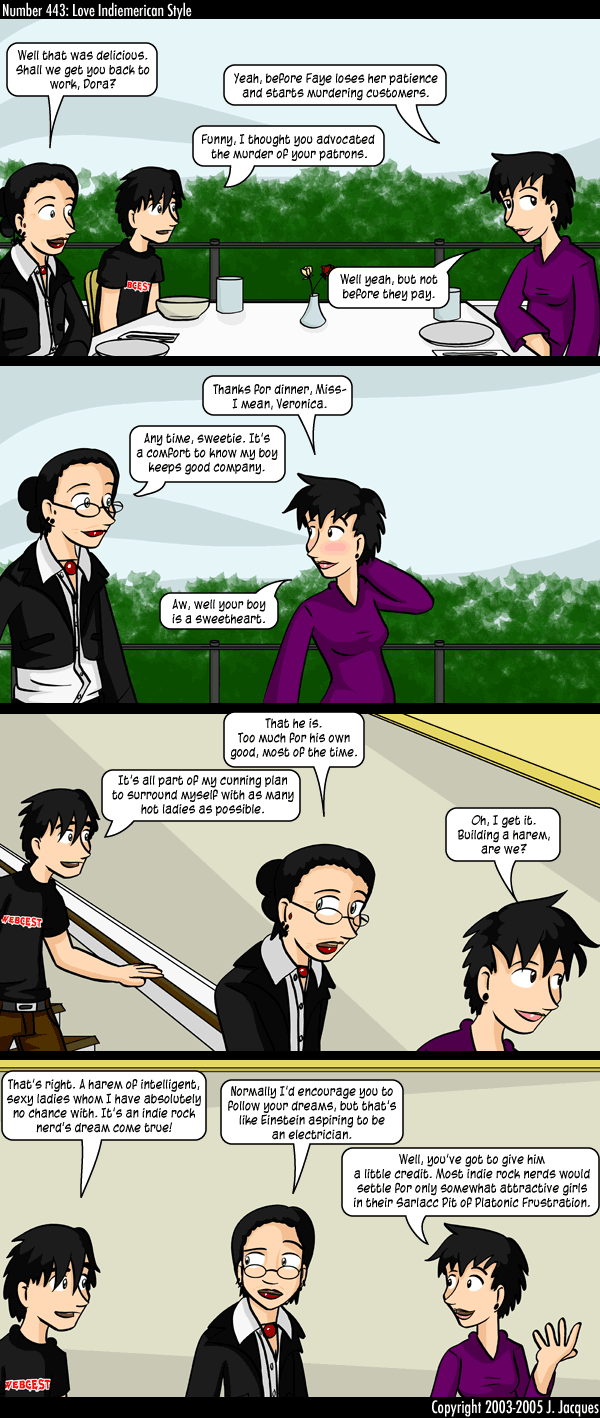 Number 443: Love Indiemerican Style
Well that was delicious.
Shall we get you back to
work, Dora?
Yeah, before Faye loses her patience
and starts murdering customers.
Funny, I thought you advocated
the murder of your patrons.
BCEST
Well yeah, but not
before they pay.
Thanks for dinner, Miss-
I mean, Veronica.
Any time, sweetie. It's
a comfort to know my boy
keeps good company.
Aw, well your boy
is a sweetheart.
That he is.
Too much for his own
good, most of the time.
It's all part of my cunning plan
to surround myself with as many
hot ladies as possible.
Oh, I get it.
Building a harem,
are we?
WEBCEST
That's right. A harem of intelligent,
sexy ladies whom I have absolutely
no chance with. It's an indie rock
nerd's dream come true!
Normally I'd encourage you to
follow your dreams, but that's
like Einstein aspiring to be
an electrician.
Well, you've got to give him
a little credit. Most indie rock nerds would
settle for only somewhat attractive girls
in their Sarlacc Pit of Platonic Frustration.
WEBCEST
Copyright 2003-2005 J. Jacques